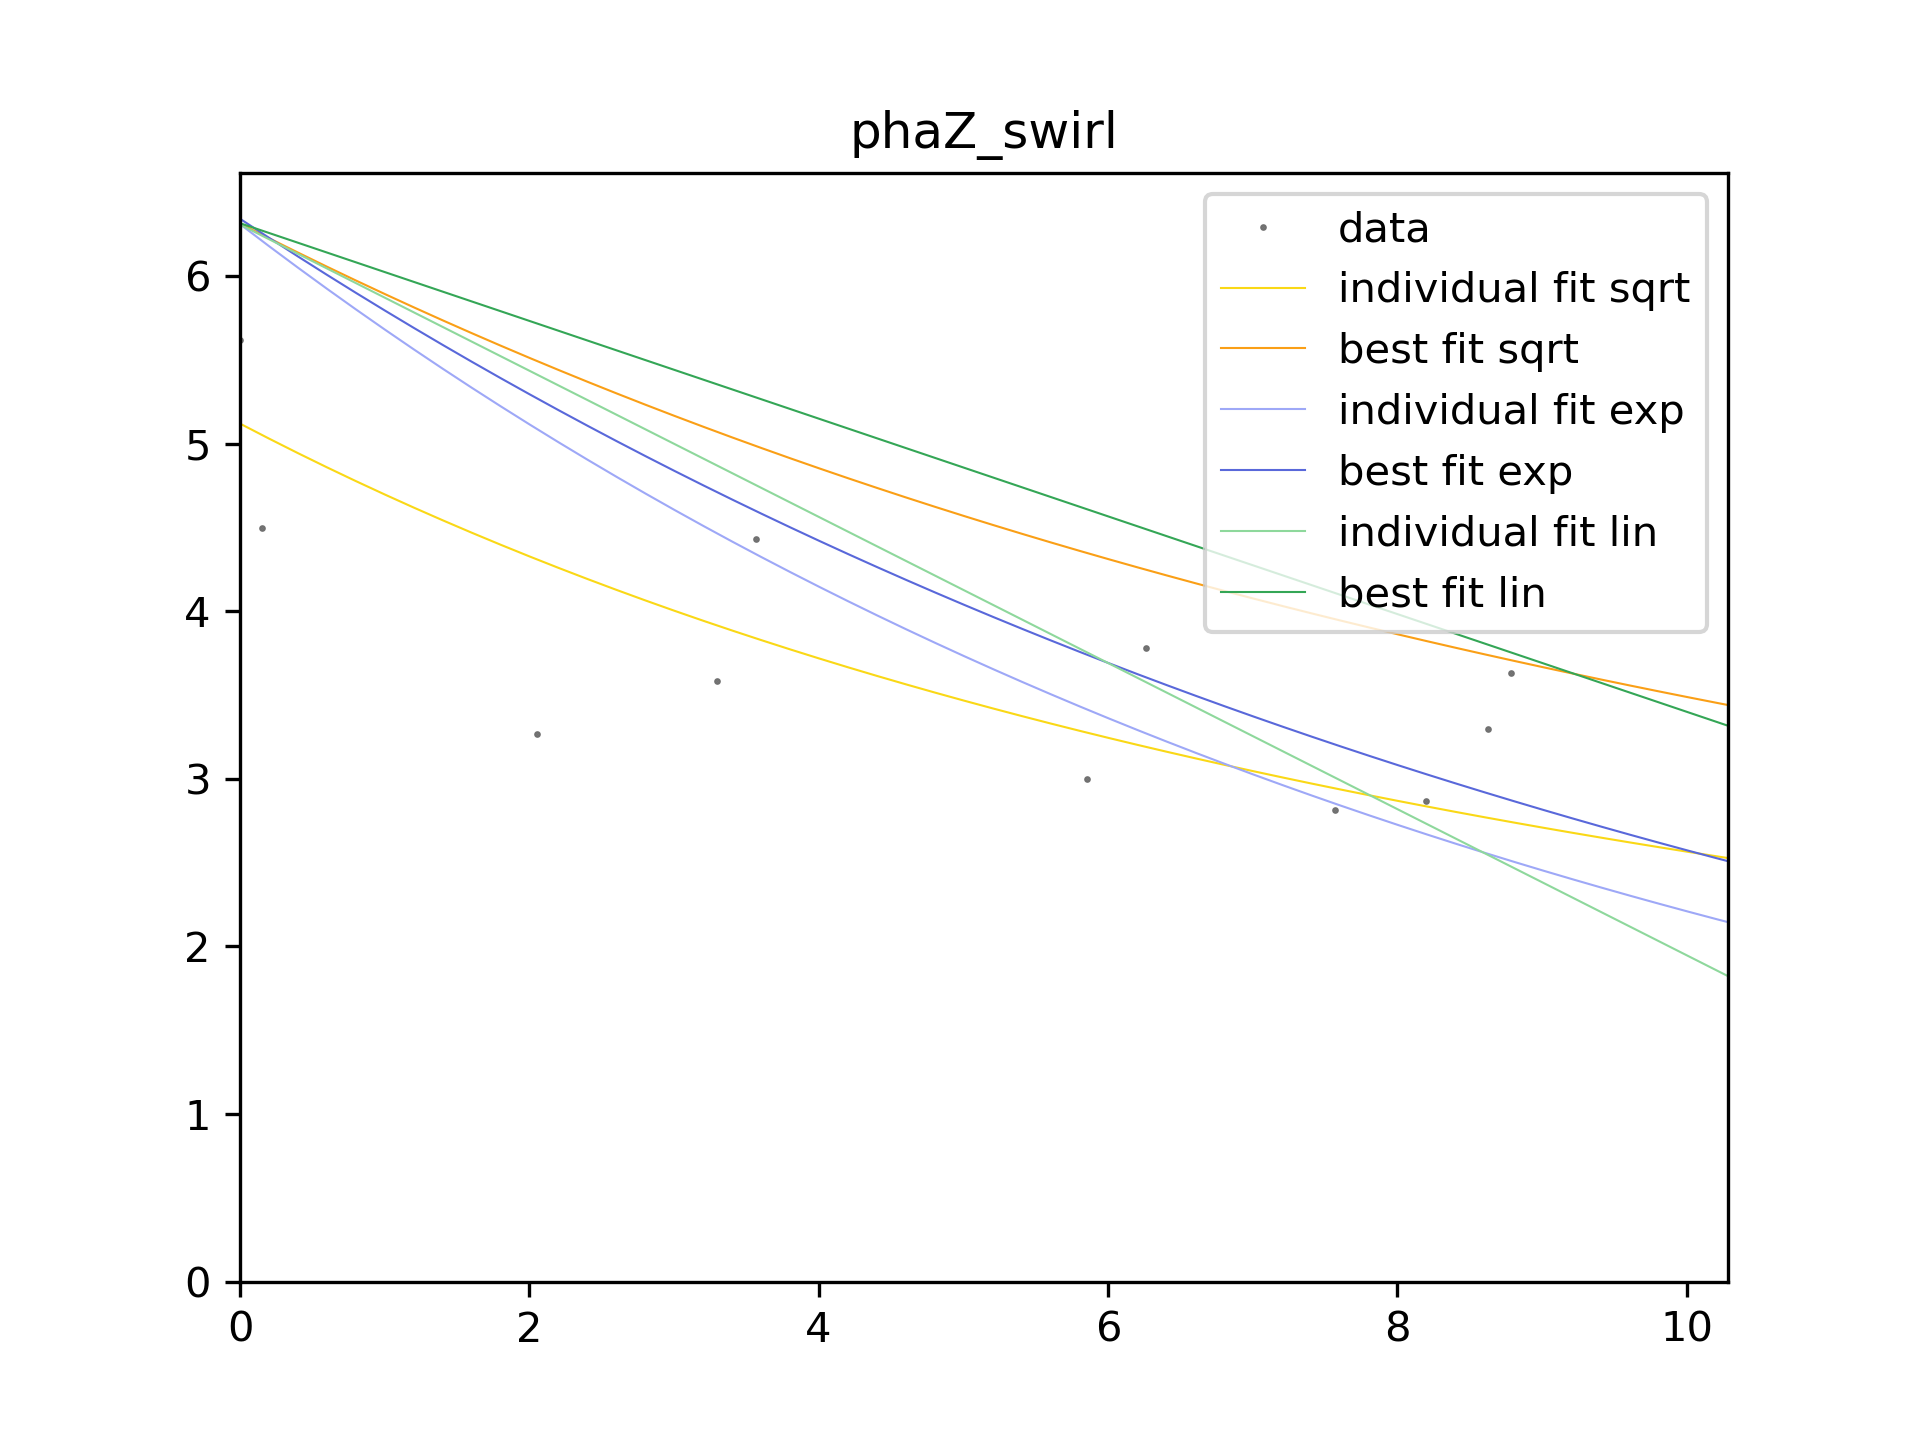 phaZ_swirl
data
individual fit sqrt
best fit sqrt
individual fit exp
best fit exp
individual fit lin
best fit lin
6
5
4
3
2
1
0
0 2 4 6 8 10